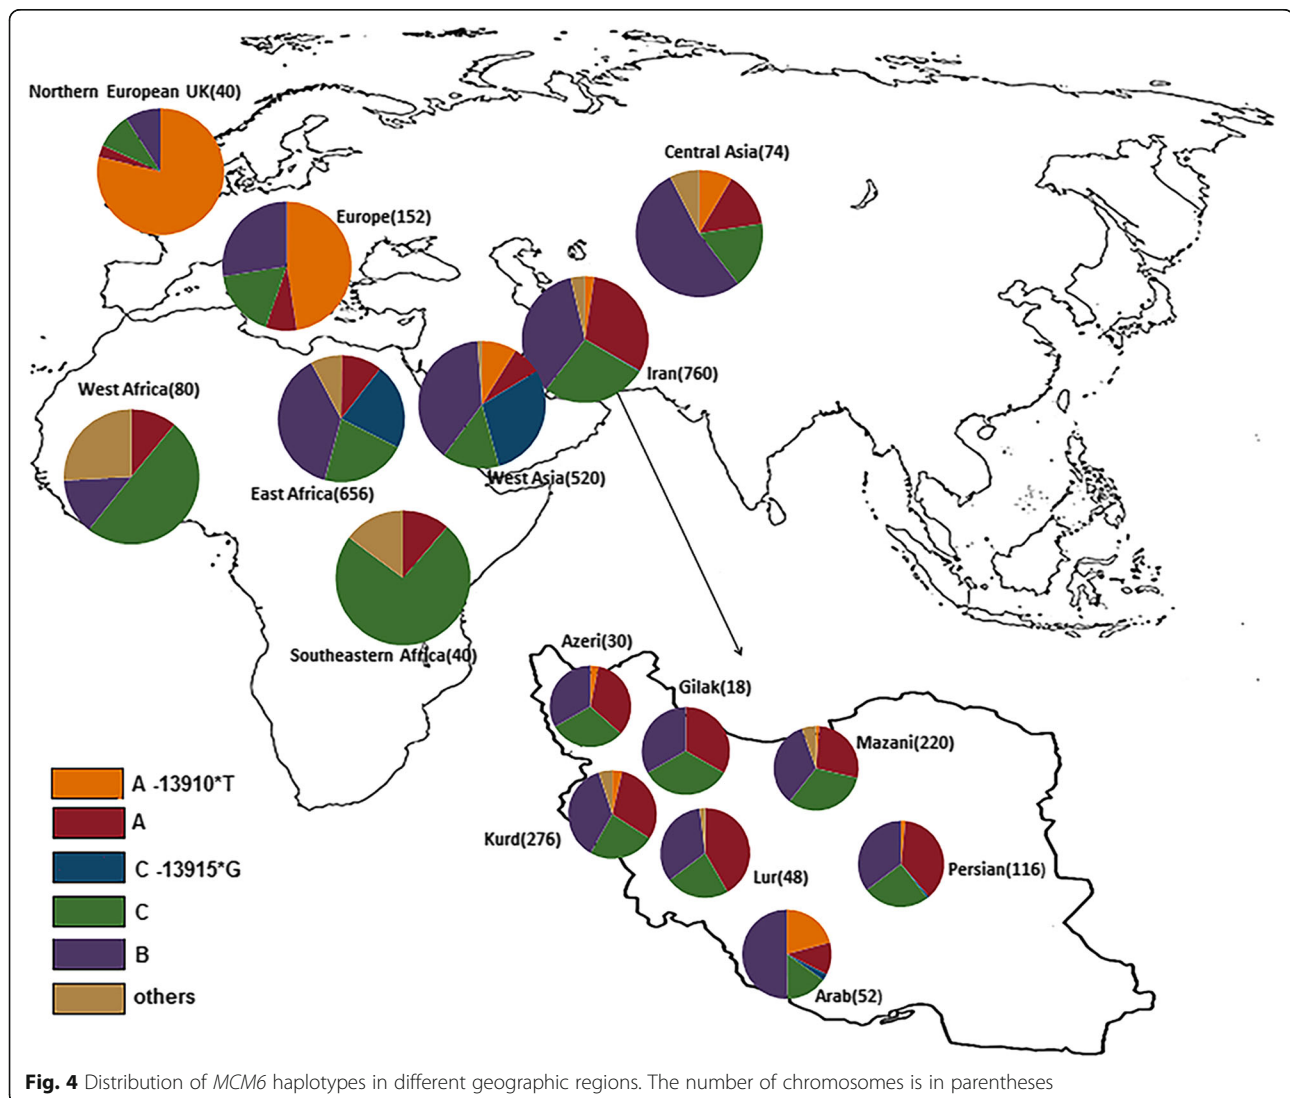 Northern European UK(40)
Central Asia(74)
Europe(152)
Iran(760)
West Africa(80)
East Africa(656)
West Asia(520)
Southeastern Africa(40)
Azeri(30)
Gilak(18)
Mazani(220)
Kurd(276)
Lur(48)
Persian(116)
Arab(52)
A -13910*T
A
C -13915*G
C
B
others
Fig. 4 Distribution of MCM6 haplotypes in different geographic regions. The number of chromosomes is in parentheses